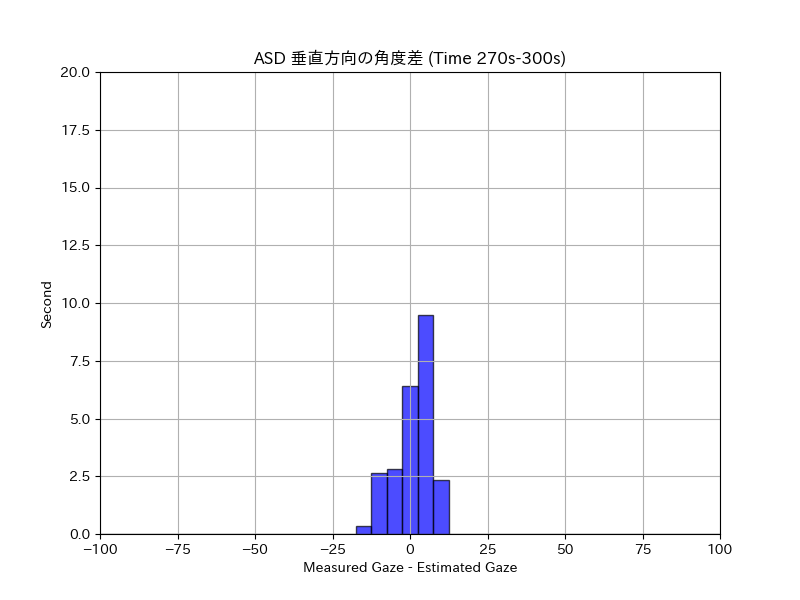 ASD 垂直方向の角度差 (Time 270s-300s)
20.0
17.5
15.0
12.5
10.0
7.5
5.0
2.5
0.0
Second
−100 −75 −50 −25 0 25 50 75 100
Measured Gaze - Estimated Gaze